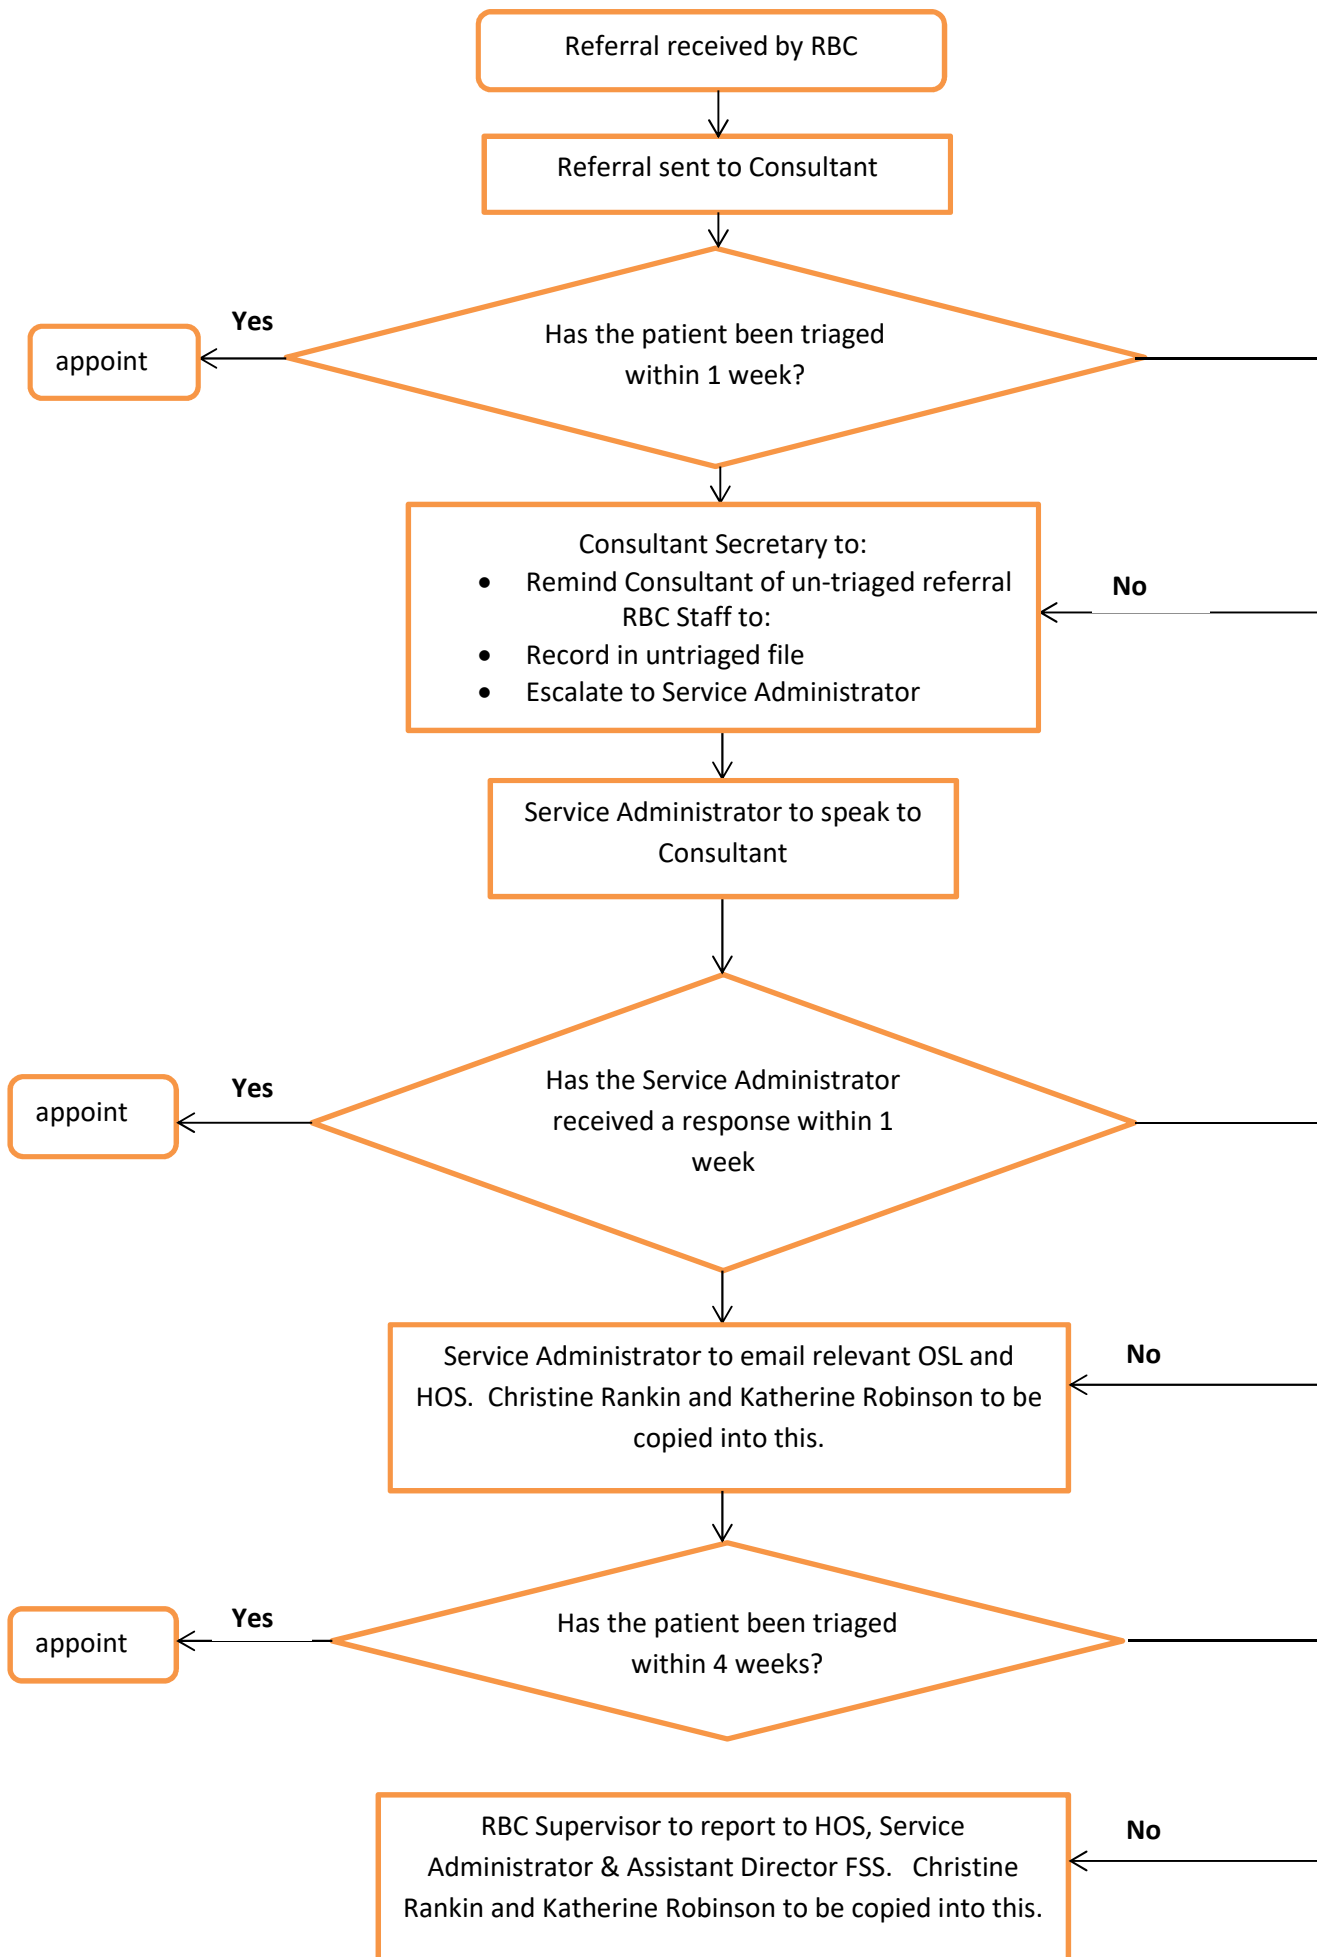 Referral received by RBC
Referral sent to Consultant
Yes
Has the patient been triaged
within 1 week?
appoint
Consultant Secretary to:
• Remind Consultant of un-triaged referral
RBC Staff to:
• Record in untriaged file
• Escalate to Service Administrator
No
Service Administrator to speak to
Consultant
Yes
Has the Service Administrator
received a response within 1
week
appoint
Service Administrator to email relevant OSL and
HOS.  Christine Rankin and Katherine Robinson to be
copied into this.
No
Yes
Has the patient been triaged
within 4 weeks?
appoint
RBC Supervisor to report to HOS, Service
Administrator & Assistant Director FSS.   Christine
Rankin and Katherine Robinson to be copied into this.
No